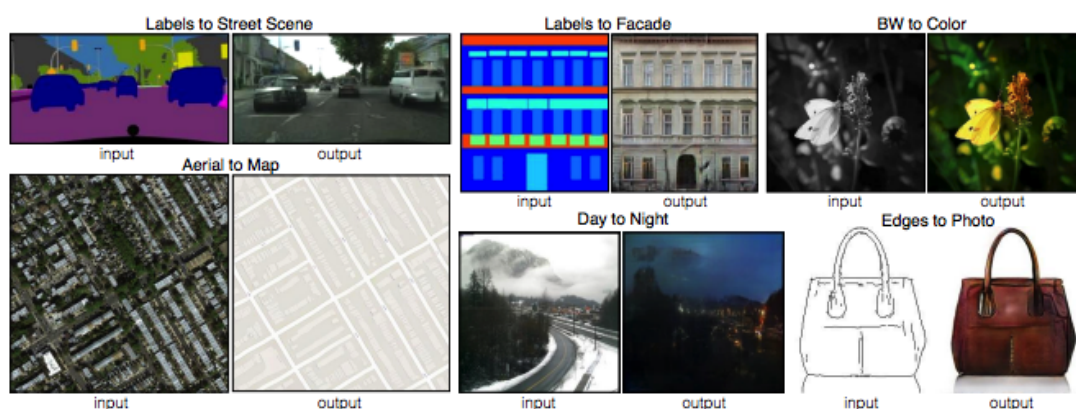 Labels to Street Scene
input
output
Aerial to Map
input
output
Labels to Facade
input
output
BW to Color
input
output
Day to Night
input
output
Edges to Photo
input
output